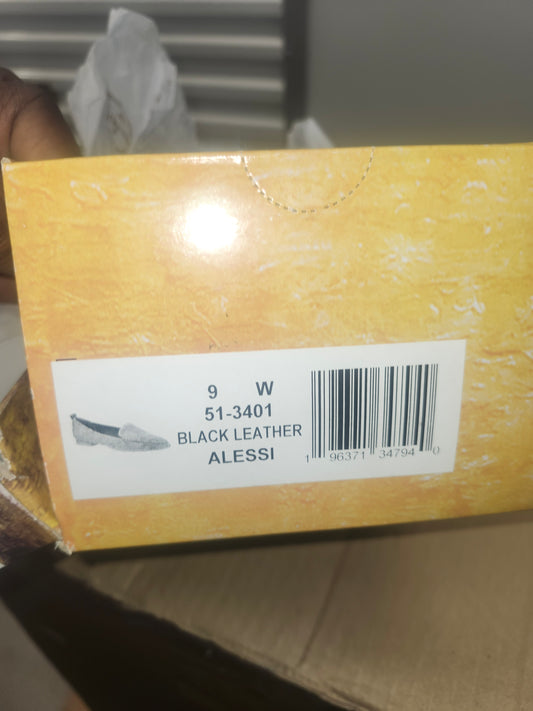 9 W
51-3401
BLACK LEATHER
ALESSI
1 96371 34794 0